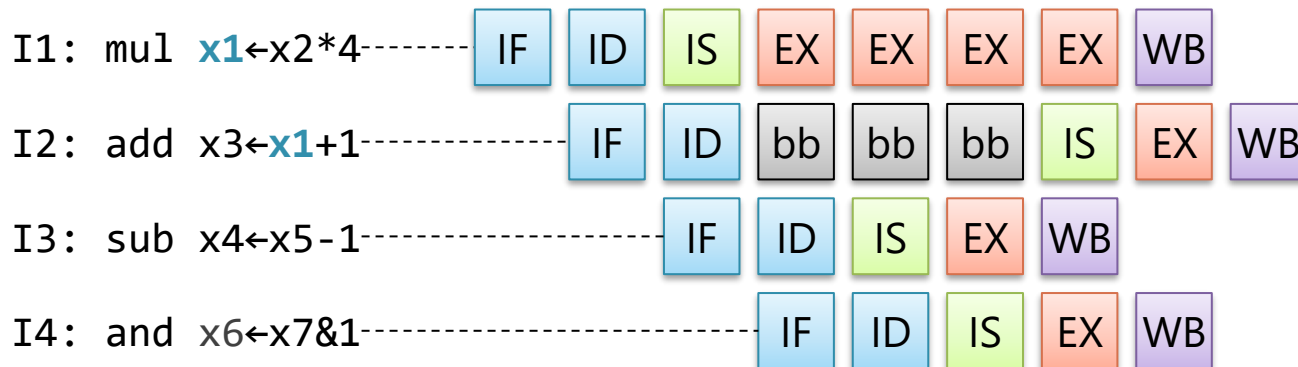 I1: mul x1←x2*4 IF ID IS EX EX EX EX WB
I2: add x3←x1+1 IF ID bb bb bb IS EX WB
I3: sub x4←x5-1 IF ID IS EX WB
I4: and x6←x7&1 IF ID IS EX WB